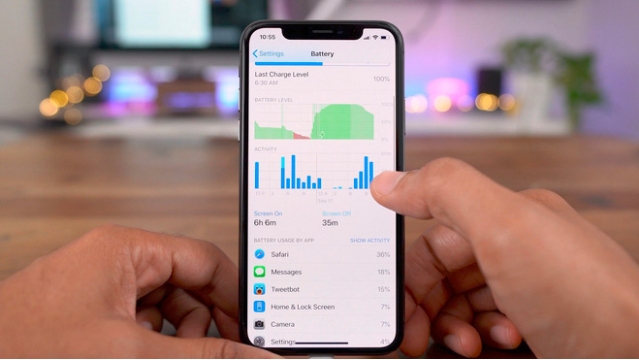 10:55
Settings
Battery
Last Charge Level
6:36 AM
100%
BATTERY LEVEL
ACTIVITY
Screen On
Screen Off
6h 6m
35m
BATTERY USAGE BY APP
SHOW ACTIVITY
Safari
36%
Messages
18%
Tweetbot
15%
Home & Lock Screen
7%
Camera
7%
Settings
4%